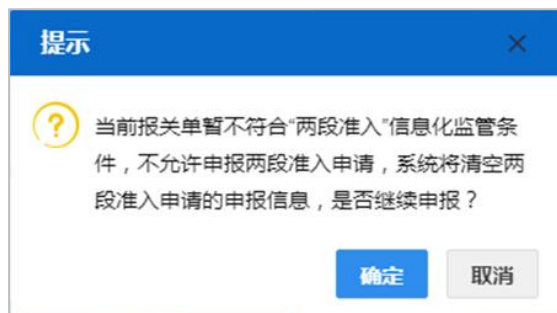 提示
当前报关单暂不符合“两段准入”信息化监管条
件，不允许申报两段准入申请，系统将清空两
段准入申请的申报信息，是否继续申报？
确定 取消